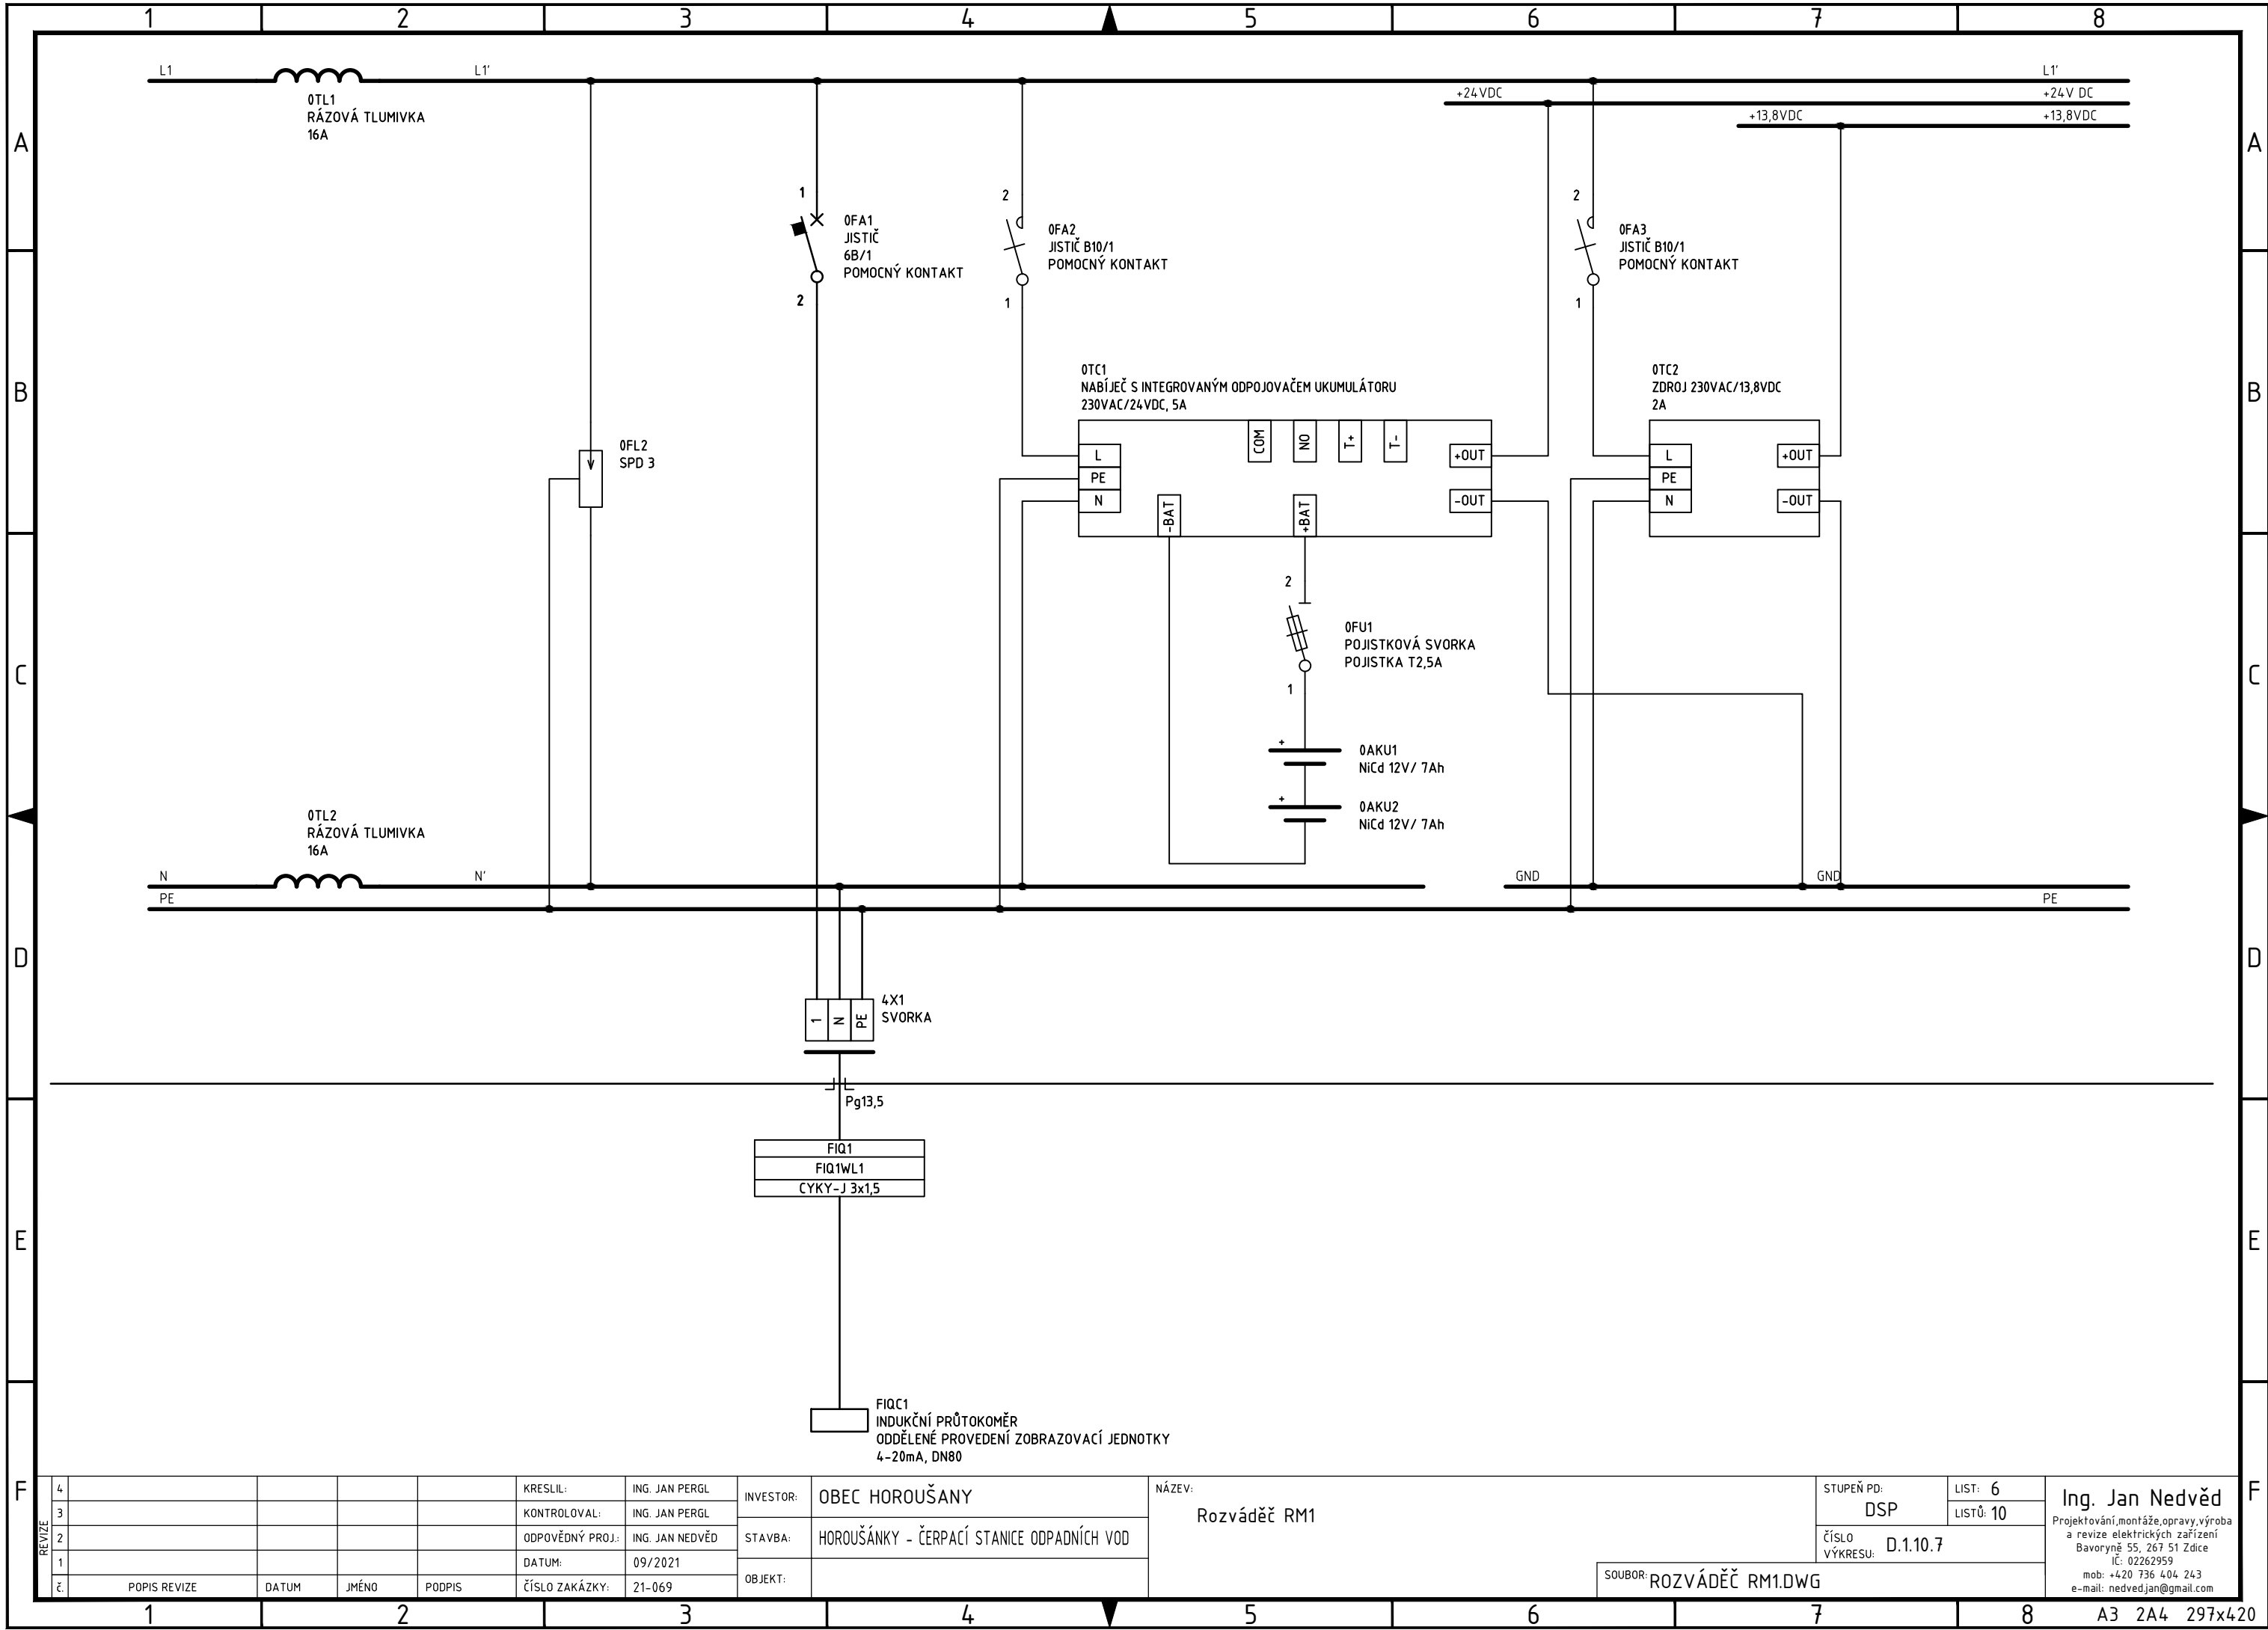 1 2 3 4 5 6 7 8
A
B
C
D
E
F
A
B
C
D
E
F
L1
L1'
L1'
+24VDC
+24V DC
+13,8VDC
+13,8VDC
0TL1
RÁZOVÁ TLUMIVKA
16A
1
0FA1
JISTIČ
6B/1
POMOCNÝ KONTAKT
2
2
0FA2
JISTIČ B10/1
POMOCNÝ KONTAKT
1
2
0FA3
JISTIČ B10/1
POMOCNÝ KONTAKT
1
0FL2
SPD 3
0TC1
NABÍJEČ S INTEGROVANÝM ODPOJOVAČEM UKUMULÁTORU
230VAC/24VDC, 5A
L
PE
N
COM
NO
T+
T-
-BAT
+BAT
+OUT
-OUT
0TC2
ZDROJ 230VAC/13,8VDC
2A
L
PE
N
+OUT
-OUT
2
0FU1
POJISTKOVÁ SVORKA
POJISTKA T2,5A
1
+
0AKU1
NiCd 12V/ 7Ah
+
0AKU2
NiCd 12V/ 7Ah
0TL2
RÁZOVÁ TLUMIVKA
16A
N
N'
GND
GND
PE
PE
1
N
PE
4X1
SVORKA
Pg13,5
FIQ1
FIQ1WL1
CYKY-J 3x1,5
FIQC1
INDUKČNÍ PRŮTOKOMĚR
ODDĚLENÉ PROVEDENÍ ZOBRAZOVACÍ JEDNOTKY
4-20mA, DN80
REVIZE
4
3
2
1
č.
POPIS REVIZE
DATUM
JMÉNO
PODPIS
KRESLIL: ING. JAN PERGL
KONTROLOVAL: ING. JAN PERGL
ODPOVĚDNÝ PROJ.: ING. JAN NEDVĚD
DATUM: 09/2021
ČÍSLO ZAKÁZKY: 21-069
INVESTOR: OBEC HOROUŠANY
STAVBA: HOROUŠÁNKY - ČERPACÍ STANICE ODPADNÍCH VOD
OBJEKT:
NÁZEV:
Rozváděč RM1
STUPEŇ PD:
DSP
LIST: 6
LISTŮ: 10
ČÍSLO
VÝKRESU: D.1.10.7
SOUBOR: ROZVÁDĚČ RM1.DWG
Ing. Jan Nedvěd
Projektování,montáže,opravy,výroba
a revize elektrických zařízení
Bavoryně 55, 267 51 Zdice
IČ: 02262959
mob: +420 736 404 243
e-mail: nedved.jan@gmail.com
1 2 3 4 5 6 7 8
A3 2A4 297x420